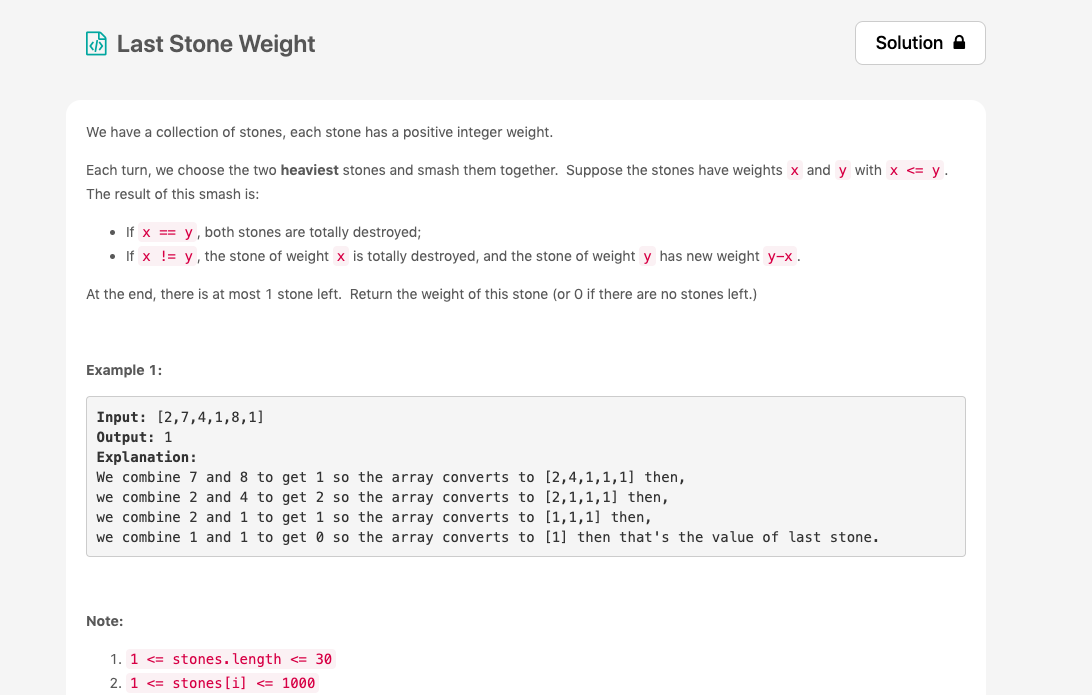 Last Stone Weight
Solution
We have a collection of stones, each stone has a positive integer weight.
Each turn, we choose the two heaviest stones and smash them together.  Suppose the stones have weights x and y with x <= y.
The result of this smash is:
• If x == y, both stones are totally destroyed;
• If x != y, the stone of weight x is totally destroyed, and the stone of weight y has new weight y-x.
At the end, there is at most 1 stone left.  Return the weight of this stone (or 0 if there are no stones left.)
Example 1:
Input: [2,7,4,1,8,1]
Output: 1
Explanation:
We combine 7 and 8 to get 1 so the array converts to [2,4,1,1,1] then,
we combine 2 and 4 to get 2 so the array converts to [2,1,1,1] then,
we combine 2 and 1 to get 1 so the array converts to [1,1,1] then,
we combine 1 and 1 to get 0 so the array converts to [1] then that's the value of last stone.
Note:
1. 1 <= stones.length <= 30
2. 1 <= stones[i] <= 1000